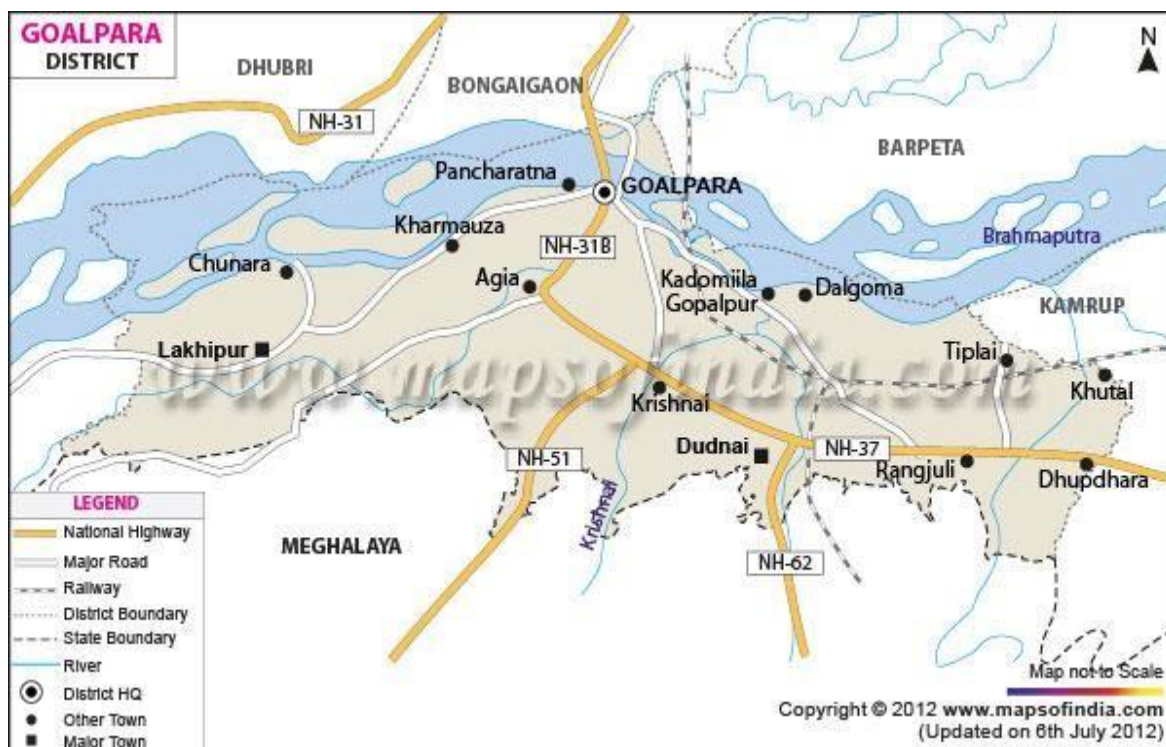 GOALPARA
DISTRICT
N
DHUBRI
BONGAIGAON
NH-31
BARPETA
Pancharatna
GOALPARA
Kharmauza
NH-31B
Brahmaputra
Chunara
Agia
Kadomiila
Gopalpur
Dalgoma
KAMRUP
Lakhipur
Tiplai
www.mapsofindia.com
Khutal
Krishnai
Dudnai
NH-37
NH-51
Rangjuli
Dhupdhara
Krishnai
MEGHALAYA
NH-62
LEGEND
National Highway
Major Road
Railway
District Boundary
State Boundary
River
District HQ
Other Town
Major Town
Map not to Scale
Copyright © 2012 www.mapsofindia.com
(Updated on 6th July 2012)